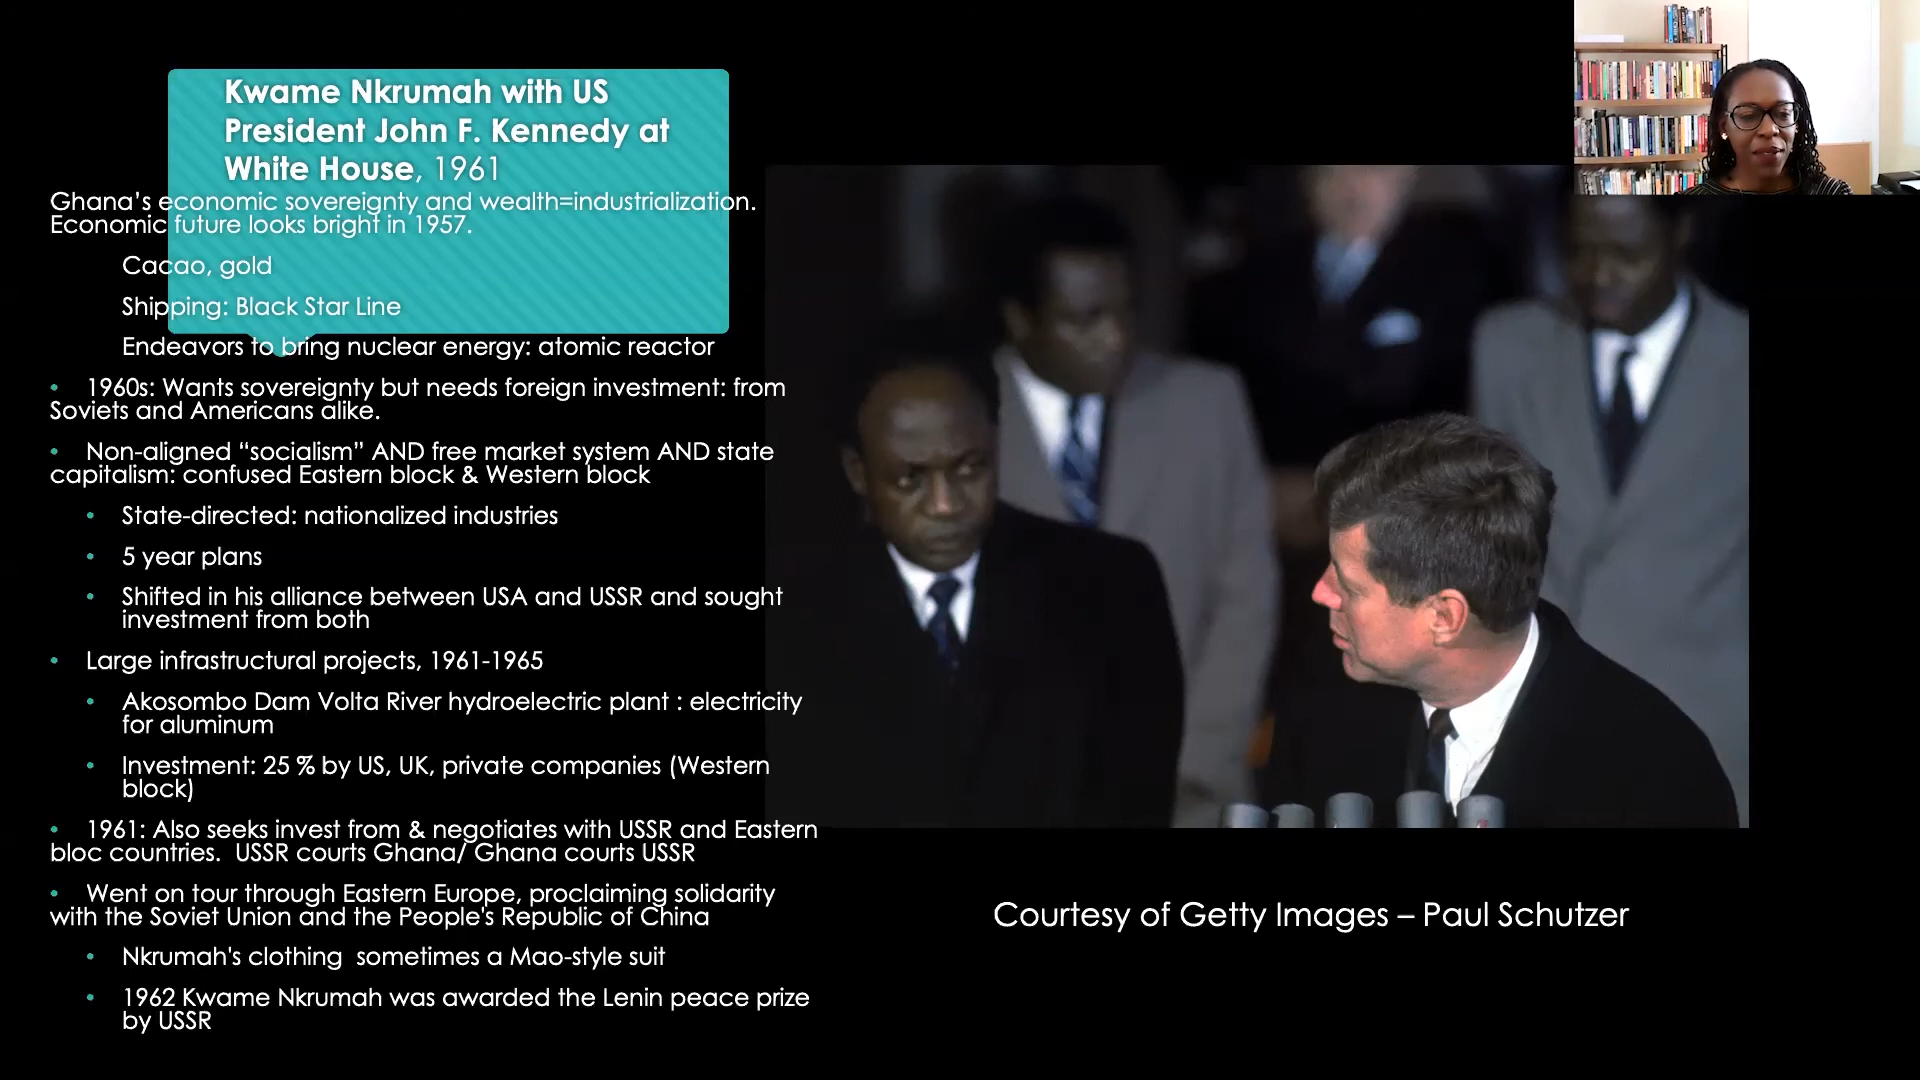 Kwame Nkrumah with US
President John F. Kennedy at
White House, 1961
Ghana’s economic sovereignty and wealth=industrialization.
Economic future looks bright in 1957.
Cacao, gold
Shipping: Black Star Line
Endeavors to bring nuclear energy: atomic reactor
• 1960s: Wants sovereignty but needs foreign investment: from
Soviets and Americans alike.
• Non-aligned “socialism” AND free market system AND state
capitalism: confused Eastern block & Western block
• State-directed: nationalized industries
• 5 year plans
• Shifted in his alliance between USA and USSR and sought
investment from both
• Large infrastructural projects, 1961-1965
• Akosombo Dam Volta River hydroelectric plant : electricity
for aluminum
• Investment: 25 % by US, UK, private companies (Western
block)
• 1961: Also seeks invest from & negotiates with USSR and Eastern
bloc countries.  USSR courts Ghana/ Ghana courts USSR
• Went on tour through Eastern Europe, proclaiming solidarity
with the Soviet Union and the People's Republic of China
• Nkrumah's clothing  sometimes a Mao-style suit
• 1962 Kwame Nkrumah was awarded the Lenin peace prize
by USSR
Courtesy of Getty Images – Paul Schutzer